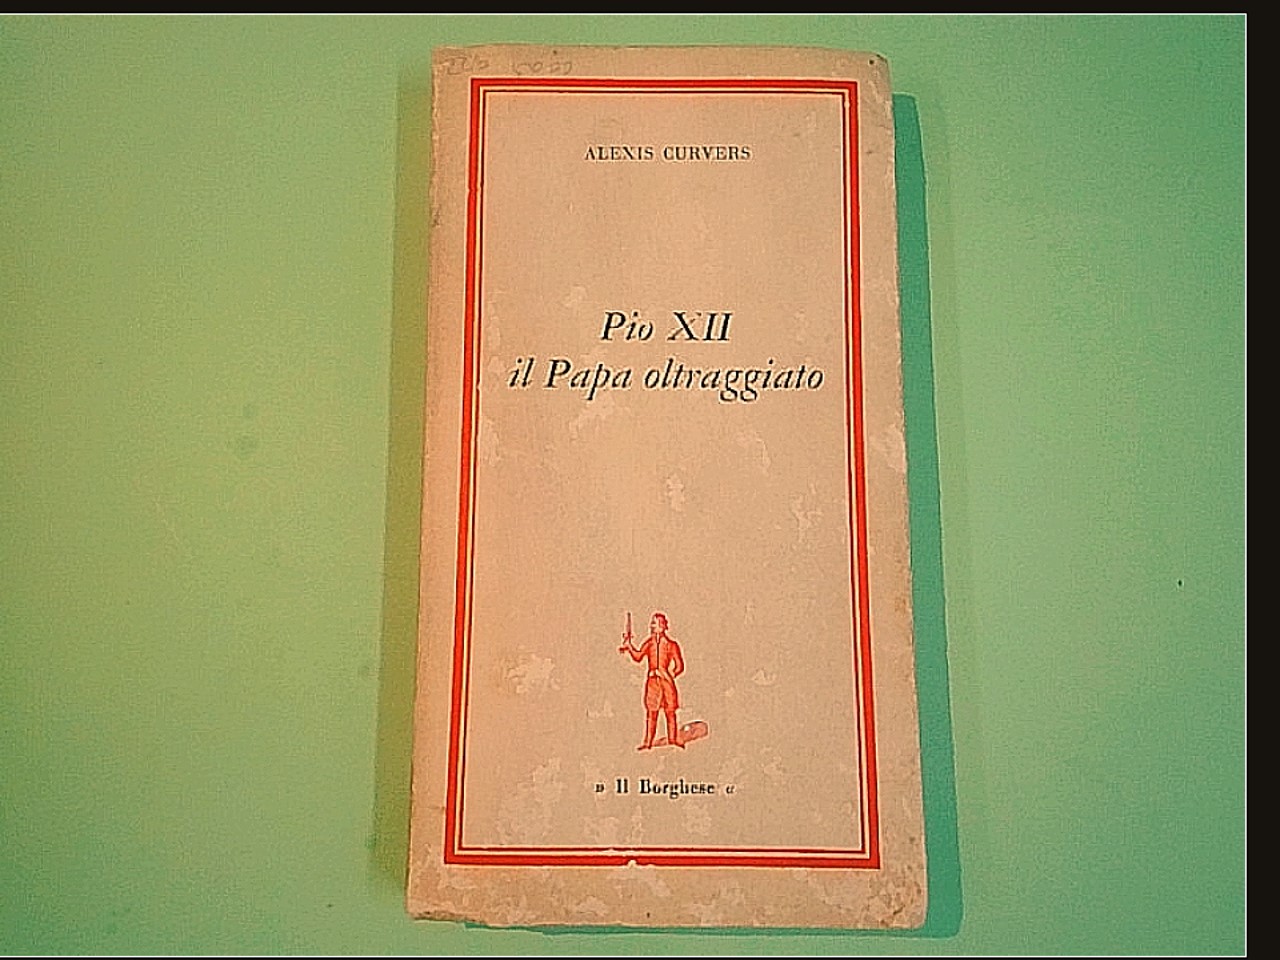 ALEXIS CURVERS
Pio XII
il Papa oltraggiato
» Il Borghese «